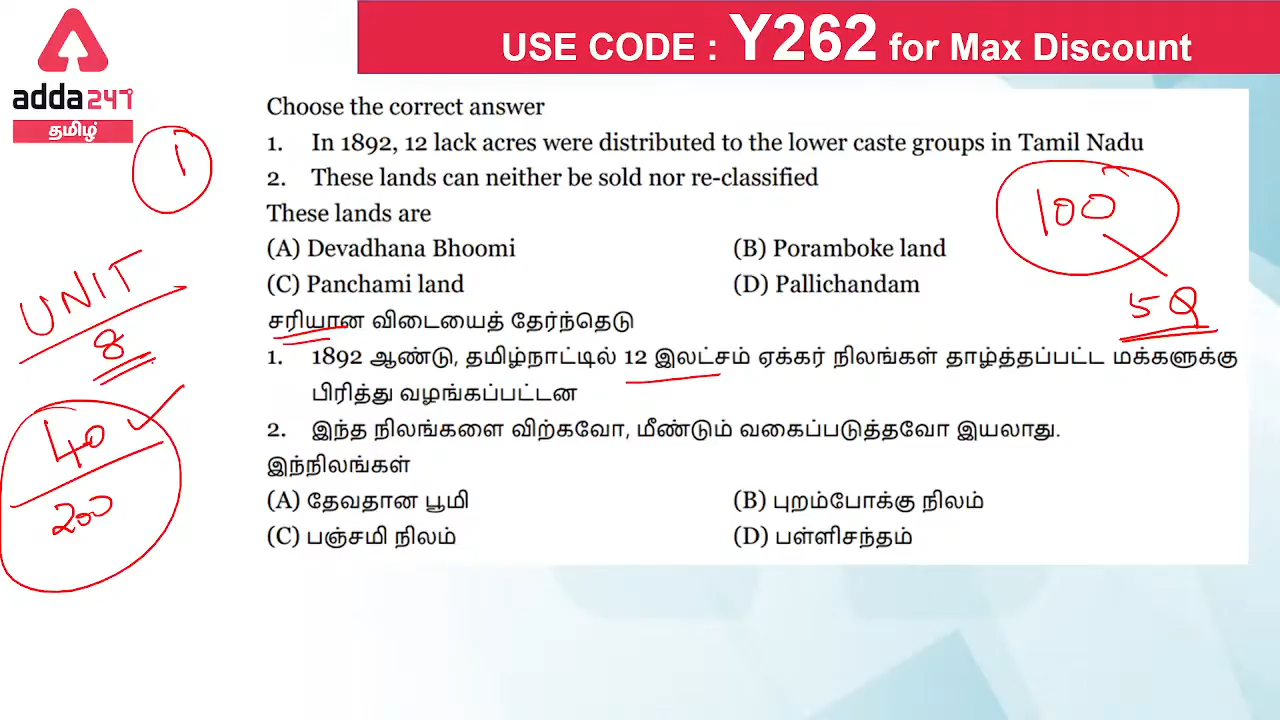 USE CODE : Y262 for Max Discount
adda247
தமிழ்
Choose the correct answer
1. In 1892, 12 lack acres were distributed to the lower caste groups in Tamil Nadu
2. These lands can neither be sold nor re-classified
These lands are
(A) Devadhana Bhoomi (B) Poramboke land
(C) Panchami land (D) Pallichandam
சரியான விடையைத் தேர்ந்தெடு
1. 1892 ஆண்டு, தமிழ்நாட்டில் 12 இலட்சம் ஏக்கர் நிலங்கள் தாழ்த்தப்பட்ட மக்களுக்கு
பிரித்து வழங்கப்பட்டன
2. இந்த நிலங்களை விற்கவோ, மீண்டும் வகைப்படுத்தவோ இயலாது.
இந்நிலங்கள்
(A) தேவதான பூமி (B) புறம்போக்கு நிலம்
(C) பஞ்சமி நிலம் (D) பள்ளிசந்தம்
1
UNIT
8
40
200
100
5Q